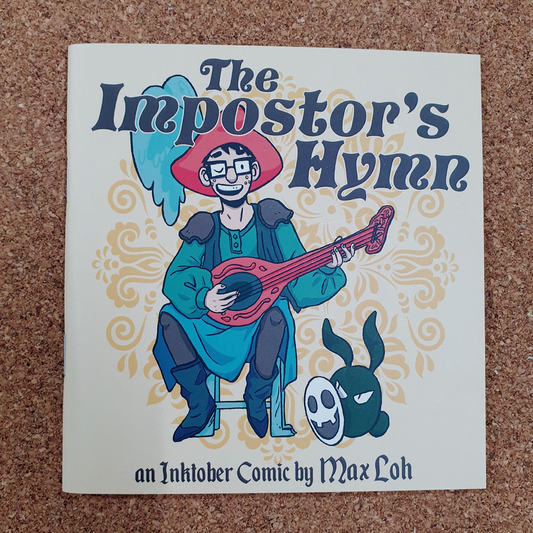 The
Impostor's
Hymn
an Inktober Comic by Max Loh